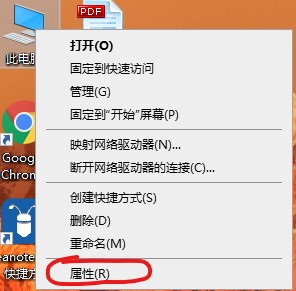 PDF
此电脑
打开(O)
固定到快速访问
管理(G)
固定到"开始"屏幕(P)
映射网络驱动器(N)...
断开网络驱动器的连接(C)...
创建快捷方式(S)
删除(D)
重命名(M)
属性(R)
Goog
Chrom
eanote
快捷方